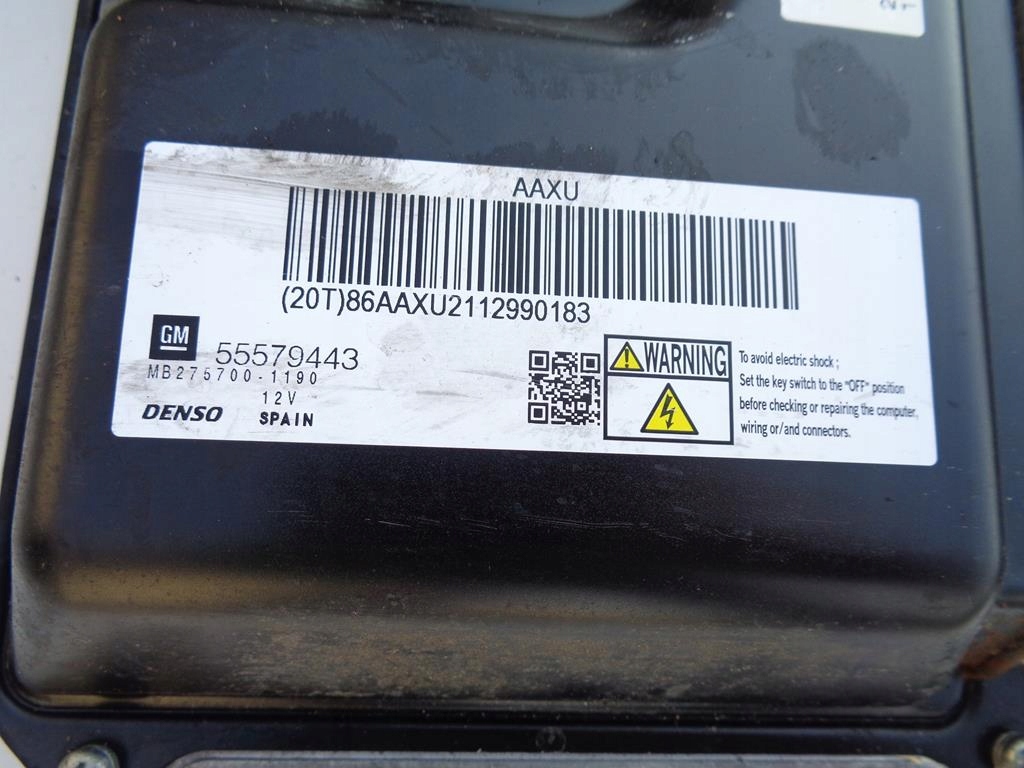 AAXU
(20T)86AAXU2112990183
GM
55579443
MB275700-1190
12V
DENSO SPAIN
WARNING
To avoid electric shock;
Set the key switch to the "OFF" position
before checking or repairing the computer,
wiring or/and connectors.